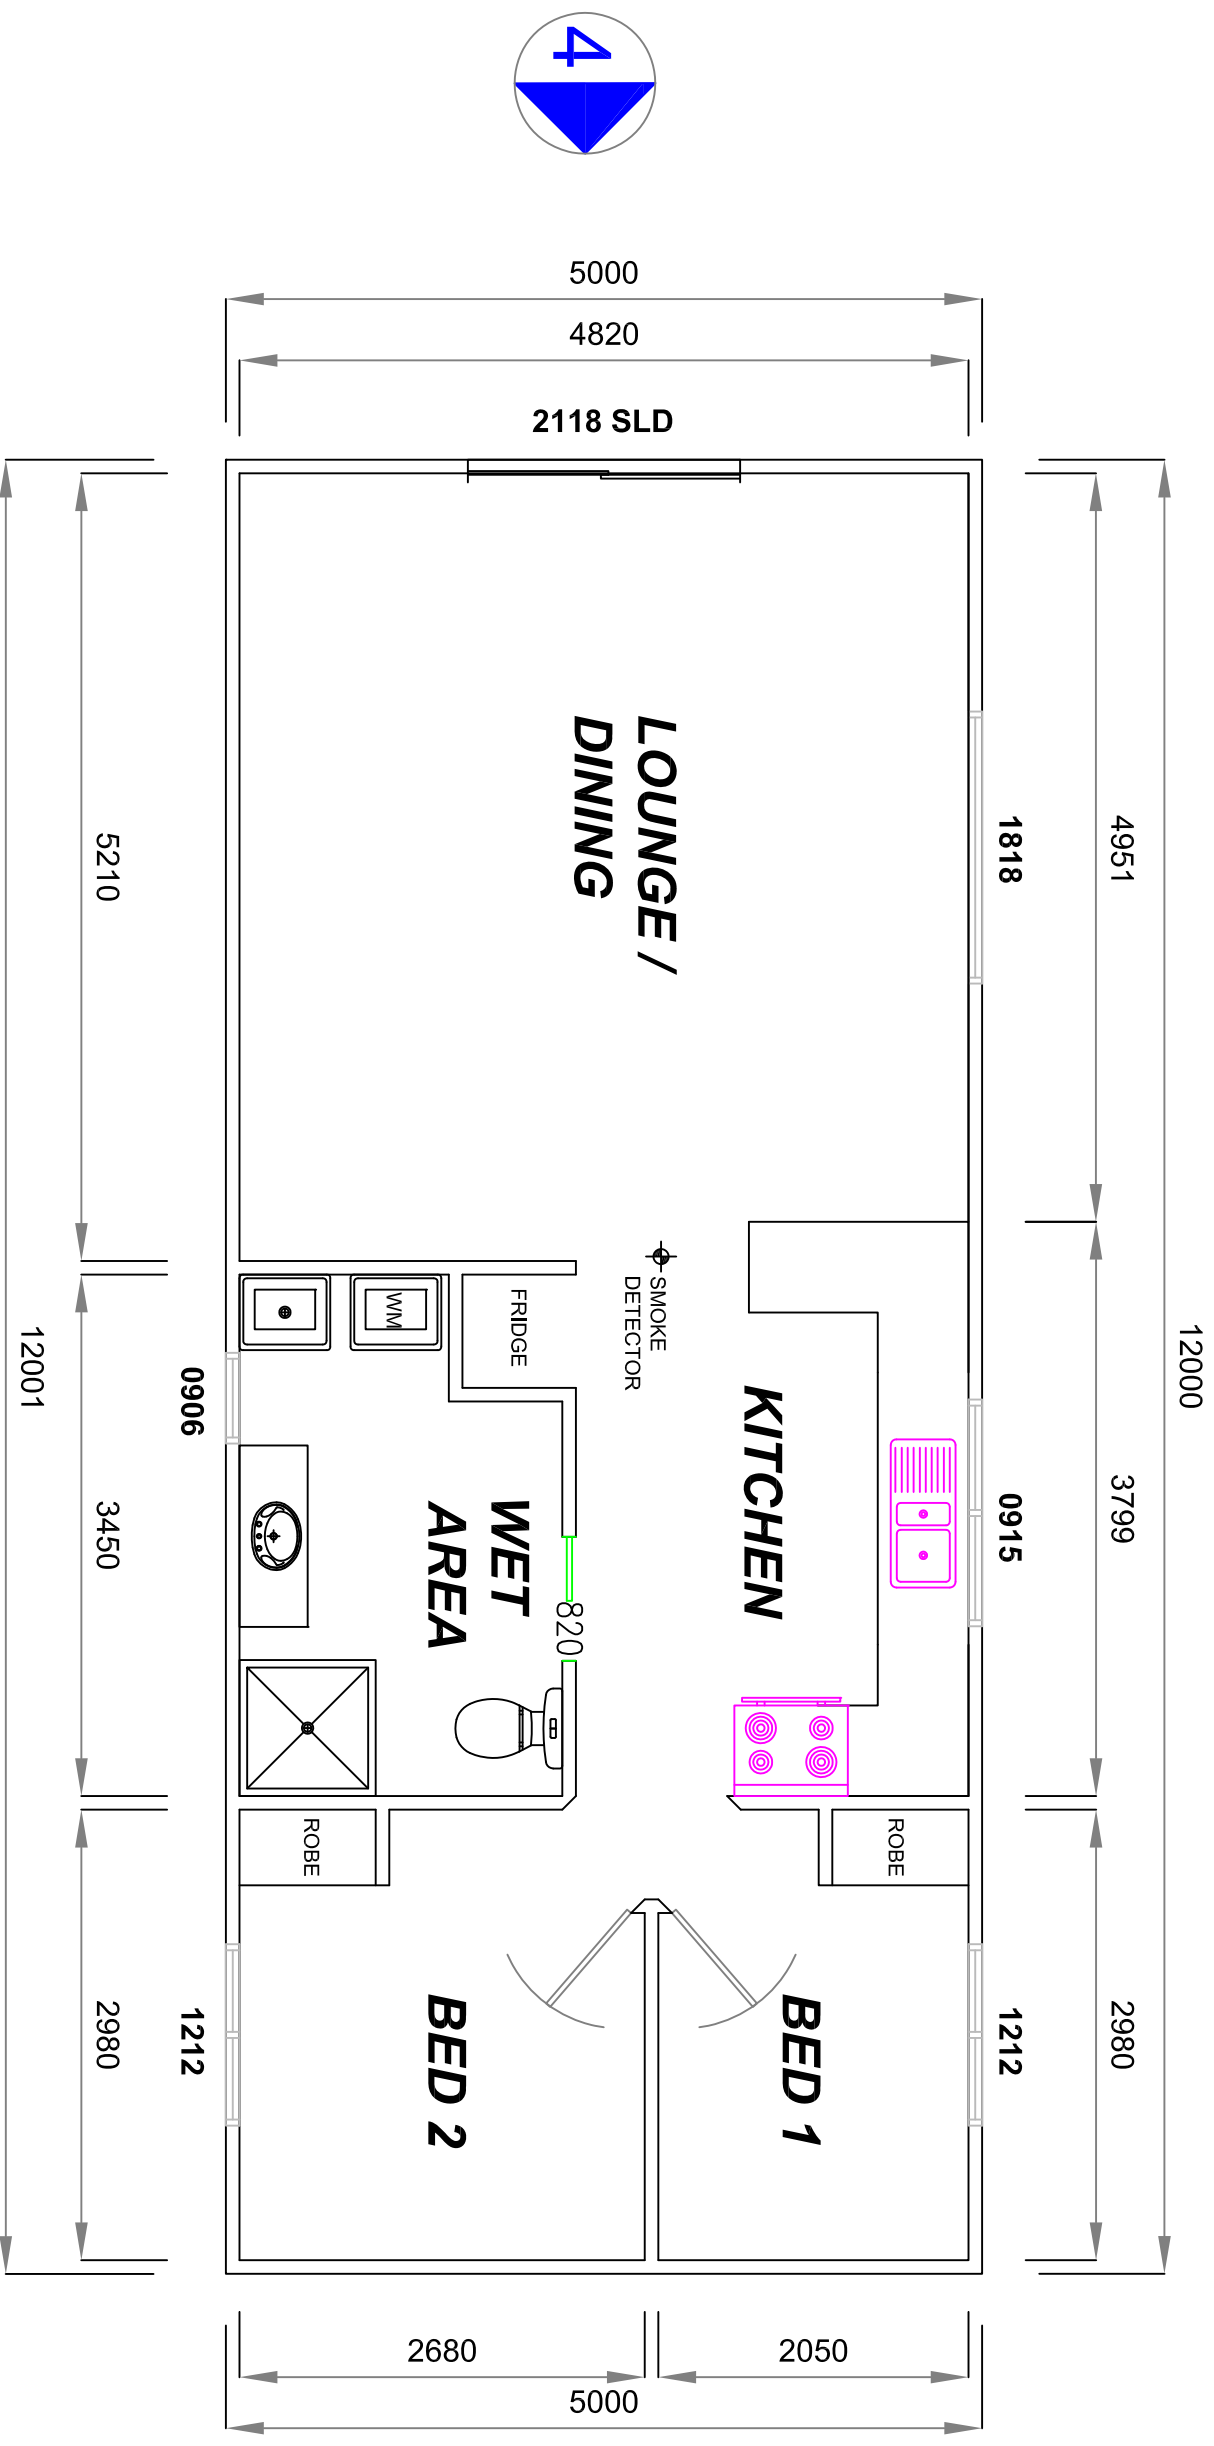 4
5000
4820
2118 SLD
LOUNGE /
DINING
1818
4951
5210
12000
12001
SMOKE
DETECTOR
FRIDGE
WM
0906
KITCHEN
0915
3799
3450
WET
AREA
820
ROBE
ROBE
BED 2
BED 1
1212
1212
2980
2980
2680
2050
5000